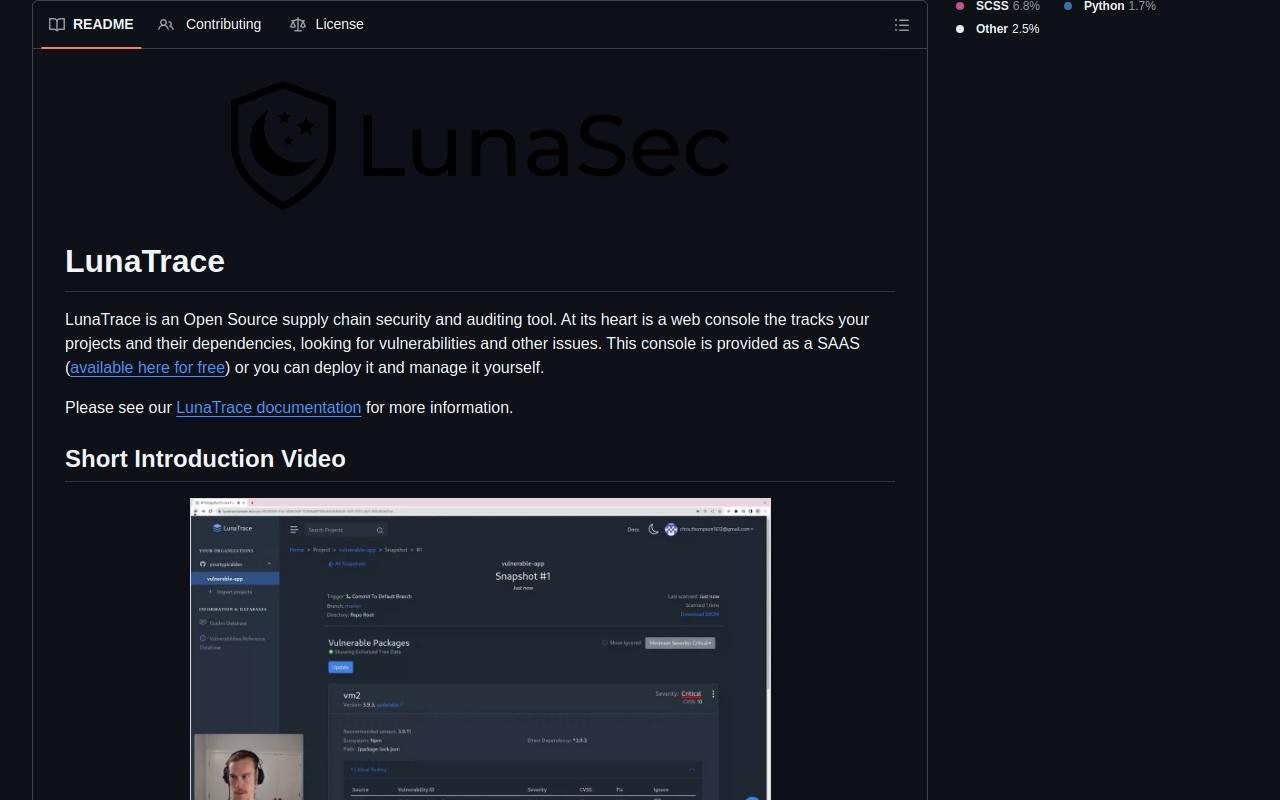 README
Contributing
License
SCSS 6.8%
Python 1.7%
Other 2.5%
LunaSec
LunaTrace
LunaTrace is an Open Source supply chain security and auditing tool. At its heart is a web console the tracks your
projects and their dependencies, looking for vulnerabilities and other issues. This console is provided as a SAAS
(available here for free) or you can deploy it and manage it yourself.
Please see our LunaTrace documentation for more information.
Short Introduction Video
LunaTrace
Search Projects
Docs
chris.thompson1612@gmail.com
YOUR ORGANIZATIONS
yourtypicaldev
vulnerable-app
Import projects
INFORMATION & DATABASES
Guides Database
Vulnerabilities Reference
Database
Home > Project > vulnerable-app > Snapshot > #1
All Snapshots
vulnerable-app
Snapshot #1
Just now
Trigger: Commit To Default Branch
Branch: master
Directory: Repo Root
Last scanned: Just now
Scanned 1 time
Download SBOM
Vulnerable Packages
Showing Enhanced Tree Data
Show Ignored
Minimum Severity: Critical
Update
vm2
Version: 3.9.3, updatable
Severity: Critical
CVSS: 10
Recommended version: 3.9.11
Ecosystem: Npm
Path: /package-lock.json
Direct Dependency: ^3.9.3
1 Critical Finding
Source Vulnerability ID Severity CVSS Fix Ignore